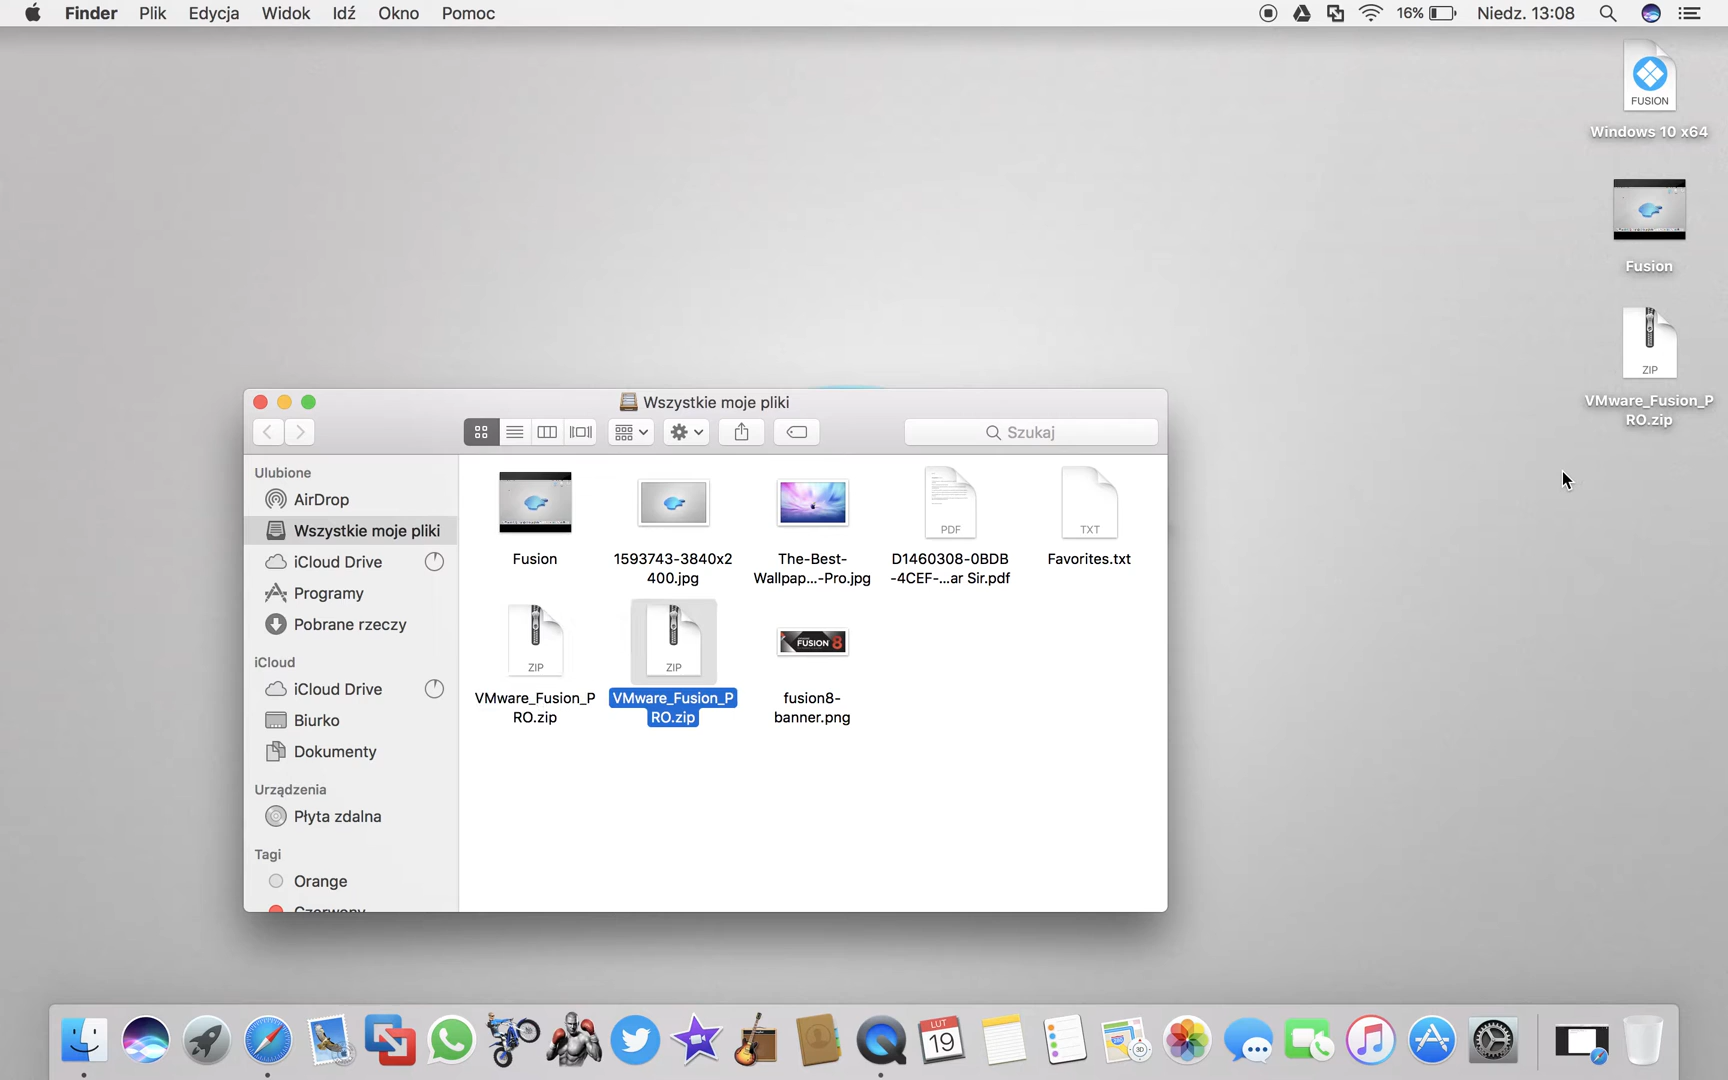 Finder Plik Edycja Widok Idź Okno Pomoc 16% Niedz. 13:08
FUSION
Windows 10 x64
Fusion
ZIP
VMware_Fusion_P
RO.zip
Wszystkie moje pliki
Szukaj
Ulubione
AirDrop
Wszystkie moje pliki
iCloud Drive
Programy
Pobrane rzeczy
iCloud
iCloud Drive
Biurko
Dokumenty
Urządzenia
Płyta zdalna
Tagi
Orange
Czerwony
Fusion
1593743-3840x2
400.jpg
The-Best-
Wallpap...-Pro.jpg
PDF
D1460308-0BDB
-4CEF-...ar Sir.pdf
TXT
Favorites.txt
ZIP
VMware_Fusion_P
RO.zip
ZIP
VMware_Fusion_P
RO.zip
FUSION 8
fusion8-
banner.png
LUT
19
3D